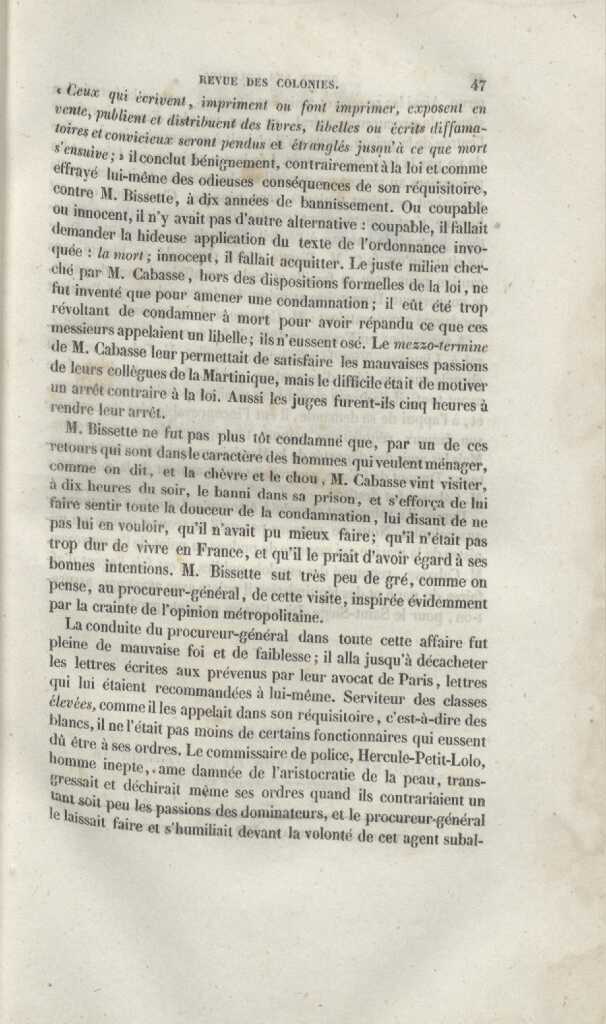 REVUE DES COLONIES. 47
« Ceux qui écrivent, impriment ou font imprimer, exposent en
vente, publient et distribuent des livres, libelles ou écrits diffama-
toires et convicieux seront pendus et étranglés jusqu'à ce que mort
s'ensuive; » il conclut bénignement, contrairement à la loi et comme
effrayé lui-même des odieuses conséquences de son réquisitoire,
contre M. Bissette, à dix années de bannissement. Ou coupable
ou innocent, il n'y avait pas d'autre alternative : coupable, il fallait
demander la hideuse application du texte de l'ordonnance invo-
quée : la mort; innocent, il fallait acquitter. Le juste milieu cher-
ché par M. Cabasse, hors des dispositions formelles de la loi, ne
fut inventé que pour amener une condamnation; il eût été trop
révoltant de condamner à mort pour avoir répandu ce que ces
messieurs appelaient un libelle; ils n'eussent osé. Le mezzo-termine
de M. Cabasse leur permettait de satisfaire les mauvaises passions
de leurs collègues de la Martinique, mais le difficile était de motiver
un arrêt contraire à la loi. Aussi les juges furent-ils cinq heures à
rendre leur arrêt.
M. Bissette ne fut pas plus tôt condamné que, par un de ces
retours qui sont dans le caractère des hommes qui veulent ménager,
comme on dit, et la chèvre et le chou, M. Cabasse vint visiter,
à dix heures du soir, le banni dans sa prison, et s'efforça de lui
faire sentir toute la douceur de la condamnation, lui disant de ne
pas lui en vouloir, qu'il n'avait pu mieux faire; qu'il n'était pas
trop dur de vivre en France, et qu'il le priait d'avoir égard à ses
bonnes intentions. M. Bissette sut très peu de gré, comme on
pense, au procureur-général, de cette visite, inspirée évidemment
par la crainte de l'opinion métropolitaine.
La conduite du procureur-général dans toute cette affaire fut
pleine de mauvaise foi et de faiblesse; il alla jusqu'à décacheter
les lettres écrites aux prévenus par leur avocat de Paris, lettres
qui lui étaient recommandées à lui-même. Serviteur des classes
élevées, comme il les appelait dans son réquisitoire, c'est-à-dire des
blancs, il ne l'était pas moins de certains fonctionnaires qui eussent
dû être à ses ordres. Le commissaire de police, Hercule-Petit-Lolo,
homme inepte, ame damnée de l'aristocratie de la peau, trans-
gressait et déchirait même ses ordres quand ils contrariaient un
tant soit peu les passions des dominateurs, et le procureur-général
le laissait faire et s'humiliait devant la volonté de cet agent subal-